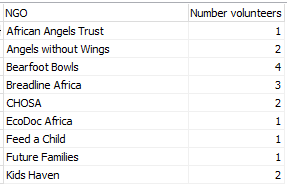 NGO Number volunteers
African Angels Trust 1
Angels without Wings 2
Bearfoot Bowls 4
Breadline Africa 3
CHOSA 2
EcoDoc Africa 1
Feed a Child 1
Future Families 1
Kids Haven 2